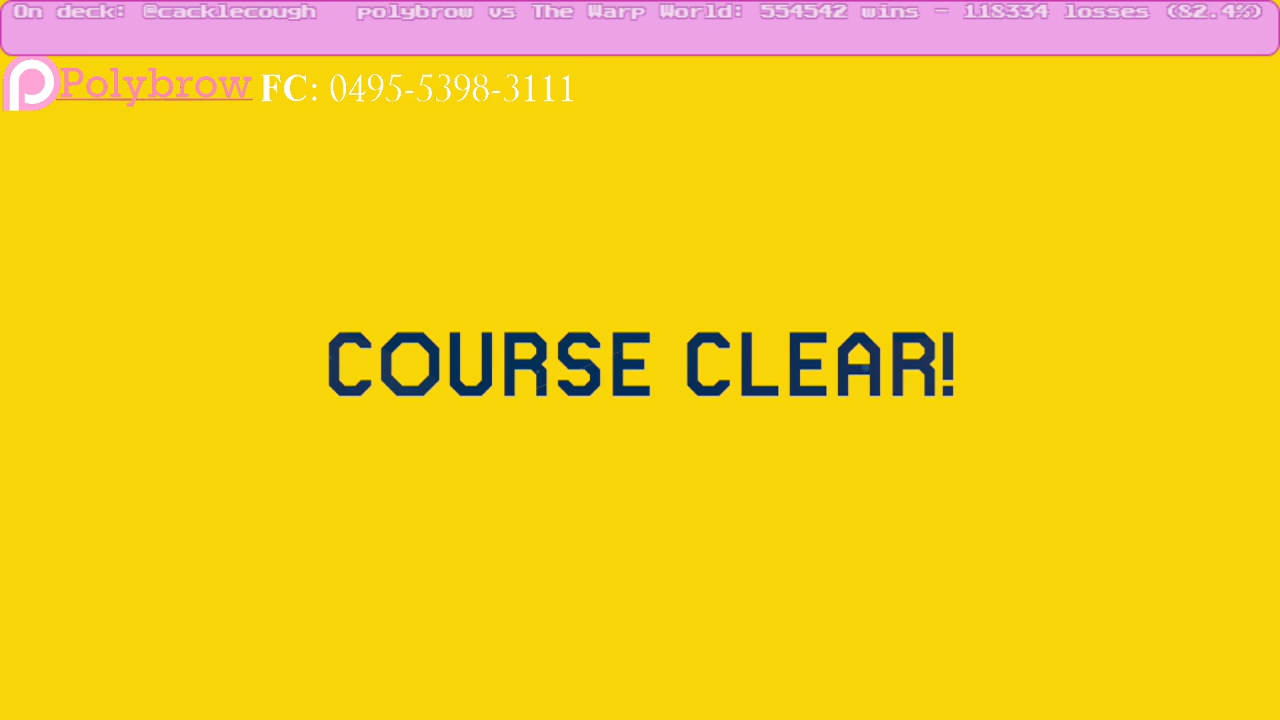 On deck: @cacklecough polybrow vs The Warp World: 554542 wins - 118334 losses (82.4%)
Polybrow FC: 0495-5398-3111
COURSE CLEAR!